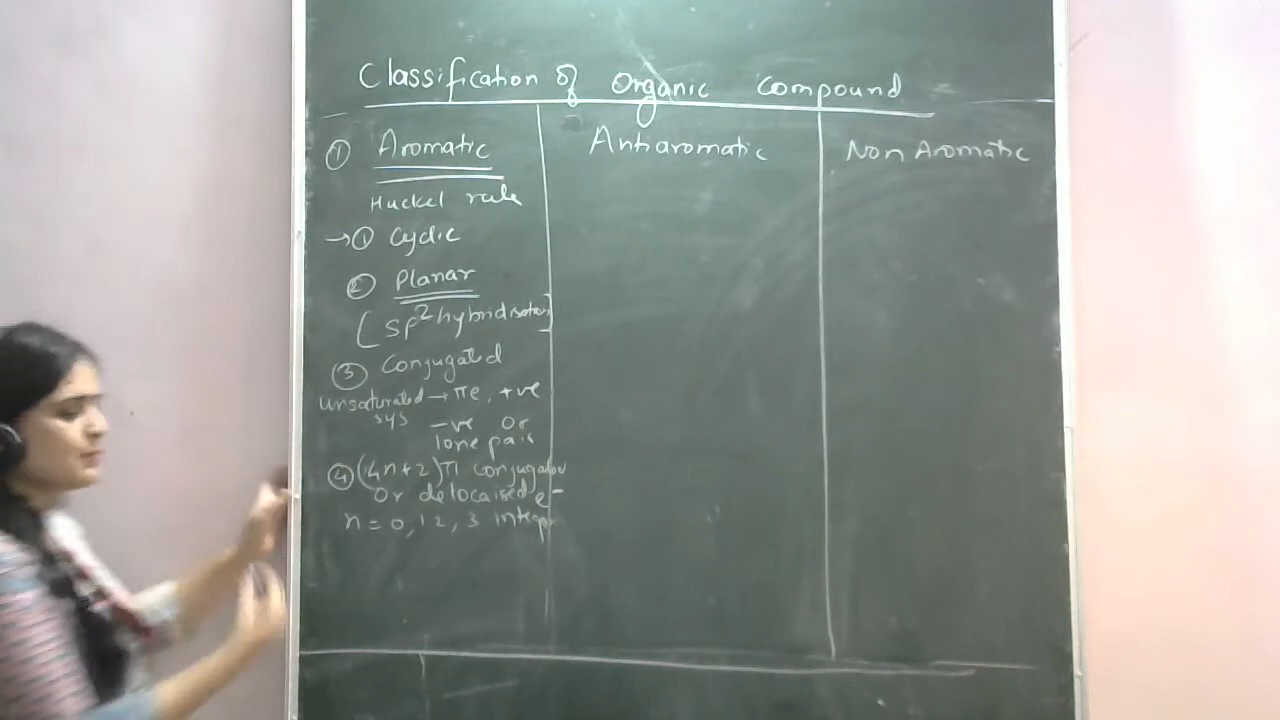 Classification of Organic Compound
① Aromatic
Huckel rule
→① Cyclic
② Planar
[sp² hybridisation]
③ Conjugated
unsaturated → πe, +ve
sys
-ve or
lone pair
④ (4n+2)π conjugated
or delocaised e-
n = 0, 1 2, 3 integer
Antiaromatic
Non Aromatic